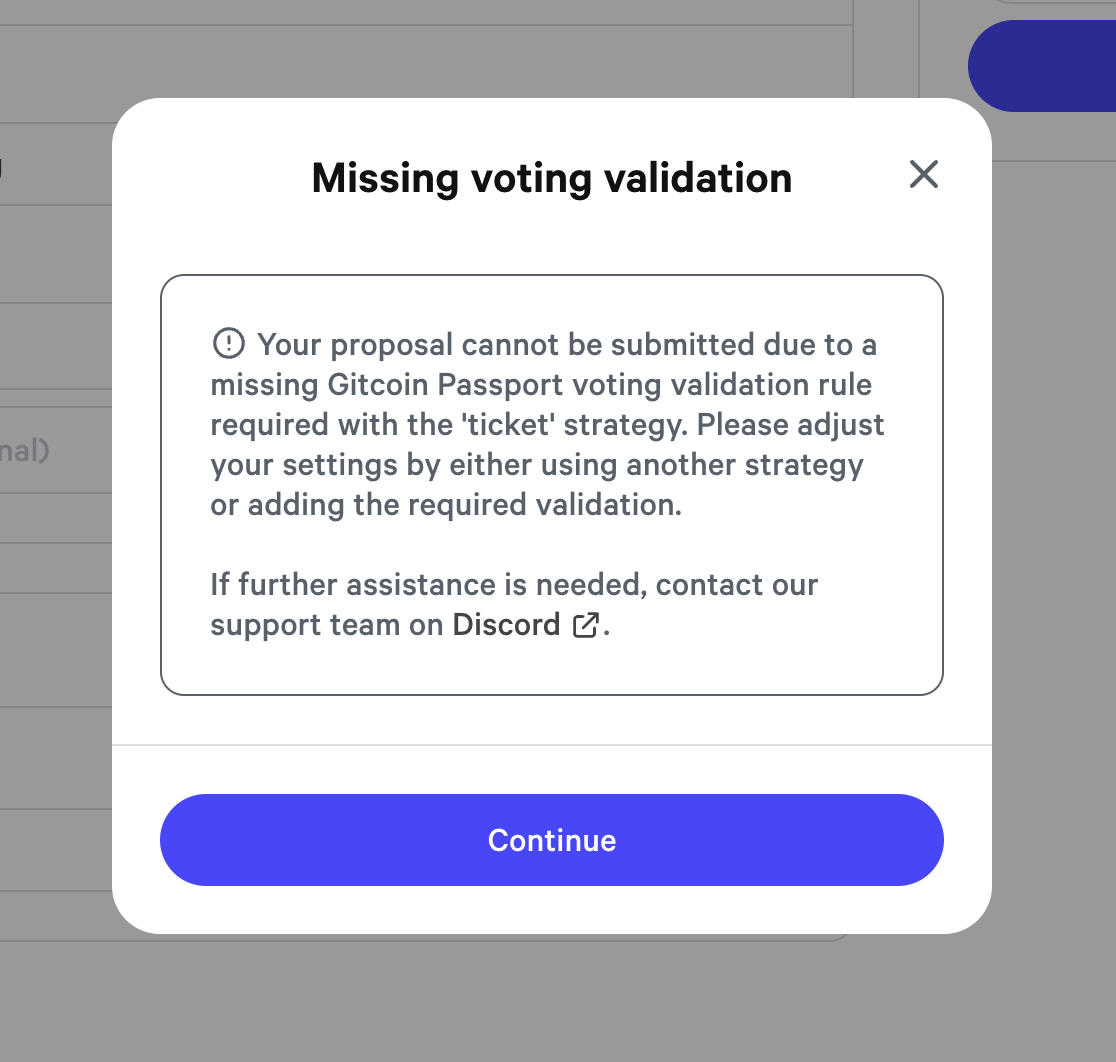 Missing voting validation
Your proposal cannot be submitted due to a
missing Gitcoin Passport voting validation rule
required with the 'ticket' strategy. Please adjust
your settings by either using another strategy
or adding the required validation.
If further assistance is needed, contact our
support team on Discord.
nal)
Continue